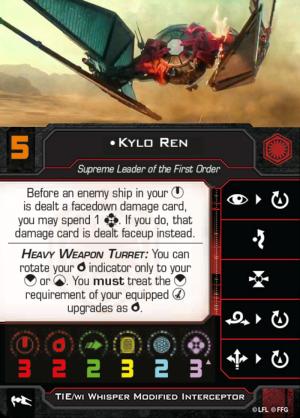 •Kylo Ren
5
Supreme Leader of the First Order
Before an enemy ship in your
is dealt a facedown damage card,
you may spend 1 . If you do, that
damage card is dealt faceup instead.
Heavy Weapon Turret: You can
rotate your indicator only to your
or . You must treat the
requirement of your equipped
upgrades as .
3 2 2 3 2 3
TIE/wi Whisper Modified Interceptor
©LFL ©FFG